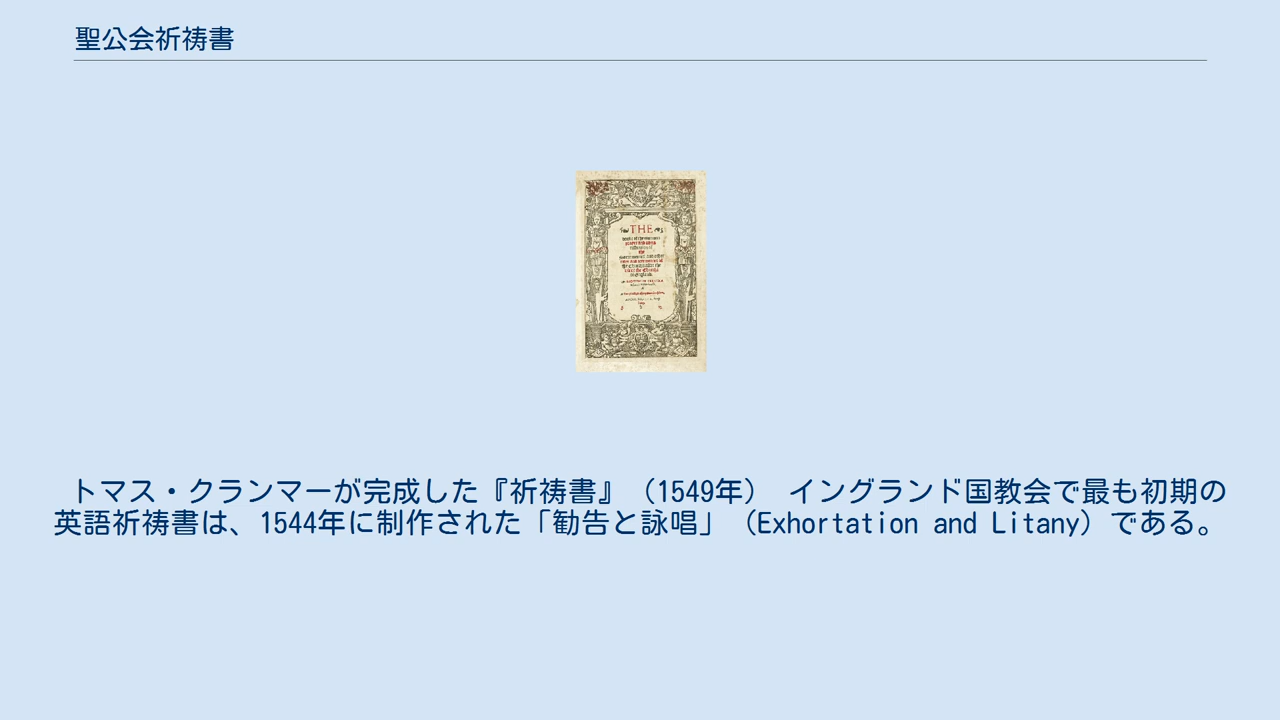 聖公会祈祷書
THE
トマス・クランマーが完成した『祈祷書』（1549年） イングランド国教会で最も初期の
英語祈祷書は、1544年に制作された「勧告と詠唱」（Exhortation and Litany）である。